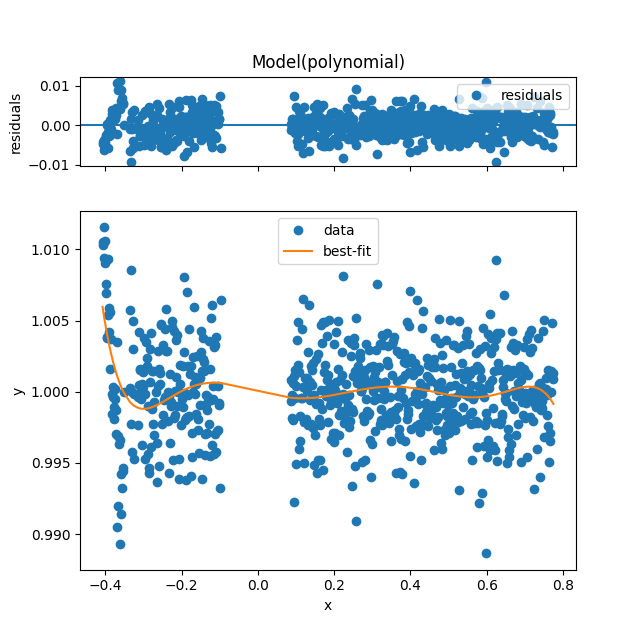 Model(polynomial)
residuals
0.01
0.00
−0.01
residuals
data
best-fit
y
1.010
1.005
1.000
0.995
0.990
−0.4
−0.2
0.0
0.2
0.4
0.6
0.8
x